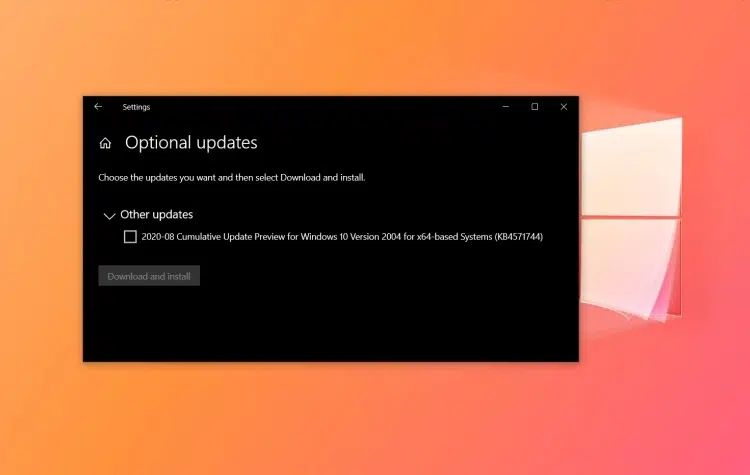 Settings
Optional updates
Choose the updates you want and then select Download and install.
Other updates
2020-08 Cumulative Update Preview for Windows 10 Version 2004 for x64-based Systems (KB4571744)
Download and install